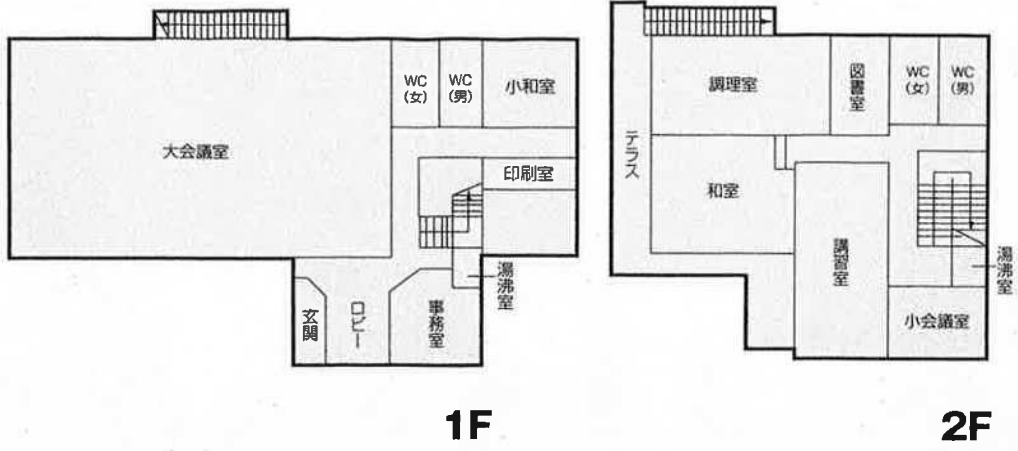 WC
(女)
WC
(男)
小和室
大会議室
印刷室
湯沸室
玄関
ロビー
事務室
1F
調理室
図書室
WC
(女)
WC
(男)
テラス
和室
講習室
湯沸室
小会議室
2F